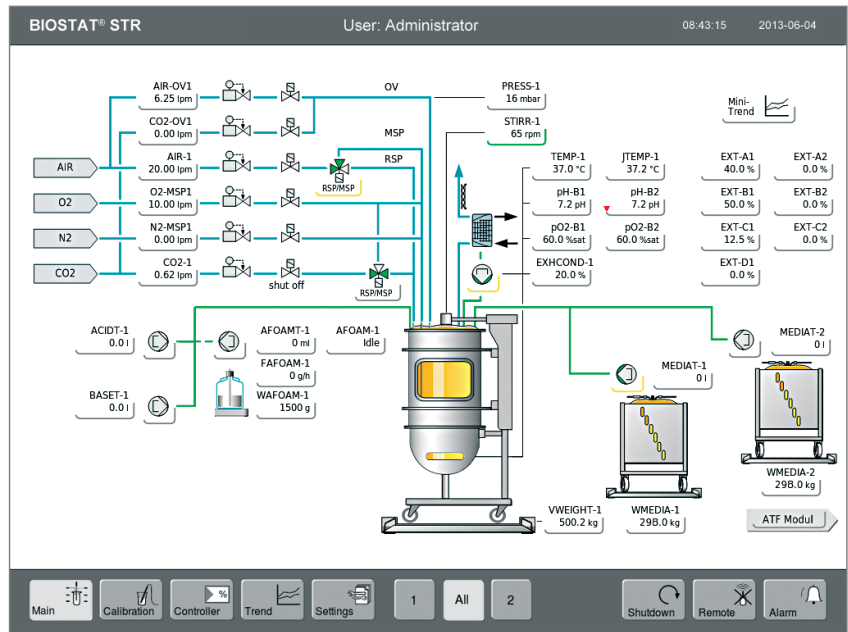 BIOSTAT® STR
User: Administrator
08:43:15
2013-06-04
AIR-OV1
6.25 lpm
OV
PRESS-1
16 mbar
CO2-OV1
0.00 lpm
MSP
STIRR-1
65 rpm
Mini-
Trend
AIR
AIR-1
20.00 lpm
RSP
RSP/MSP
TEMP-1
37.0 °C
JTEMP-1
37.2 °C
EXT-A1
40.0 %
EXT-A2
0.0 %
O2
O2-MSP1
10.00 lpm
pH-B1
7.2 pH
pH-B2
7.2 pH
EXT-B1
50.0 %
EXT-B2
0.0 %
N2
N2-MSP1
0.00 lpm
pO2-B1
60.0 %sat
pO2-B2
60.0 %sat
EXT-C1
12.5 %
EXT-C2
0.0 %
CO2
CO2-1
0.62 lpm
shut off
RSP/MSP
EXHCOND-1
20.0 %
EXT-D1
0.0 %
ACIDT-1
0.0 l
AFOAMT-1
0 ml
AFOAM-1
Idle
FAFOAM-1
0 g/h
WAFOAM-1
1500 g
BASET-1
0.0 l
MEDIAT-2
0 l
MEDIAT-1
0 l
WMEDIA-2
298.0 kg
VWEIGHT-1
500.2 kg
WMEDIA-1
298.0 kg
ATF Modul
Main
Calibration
%
Controller
Trend
Settings
1
All
2
Shutdown
Remote
Alarm